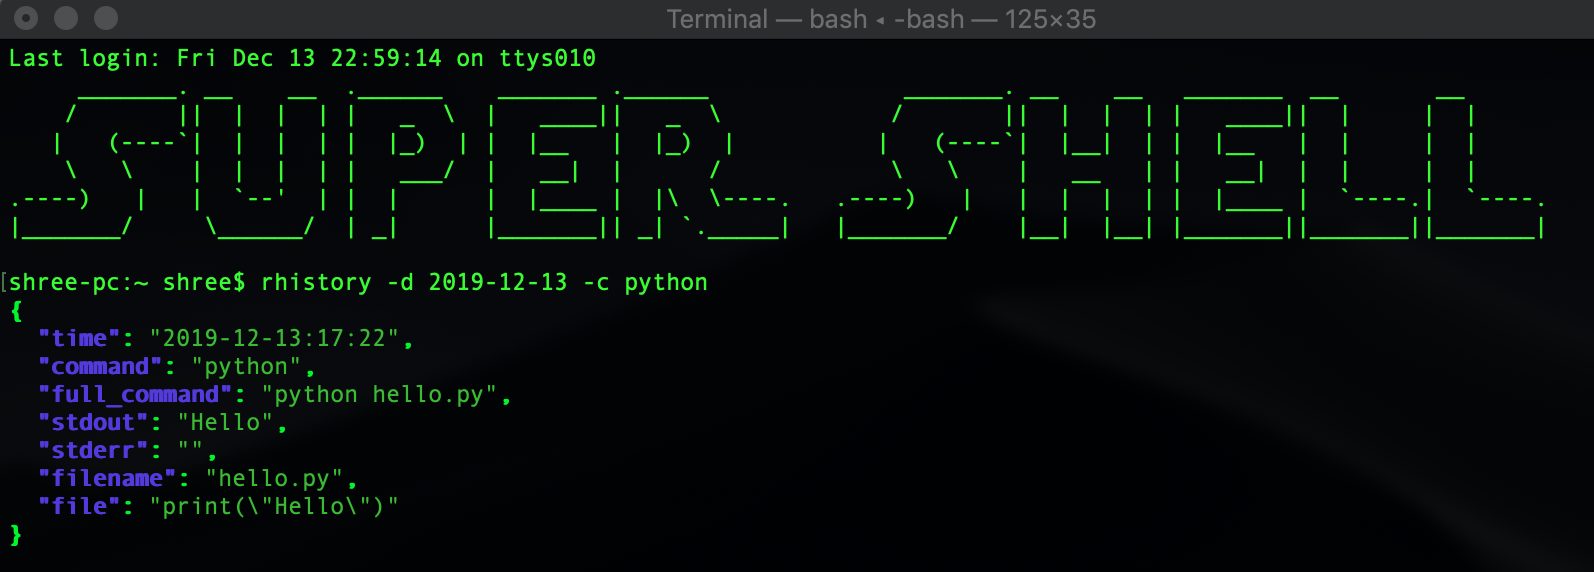 Terminal — bash ◂ -bash — 125×35
Last login: Fri Dec 13 22:59:14 on ttys010
SUPER SHELL
[shree-pc:~ shree$ rhistory -d 2019-12-13 -c python
{
  "time": "2019-12-13:17:22",
  "command": "python",
  "full_command": "python hello.py",
  "stdout": "Hello",
  "stderr": "",
  "filename": "hello.py",
  "file": "print(\"Hello\")"
}